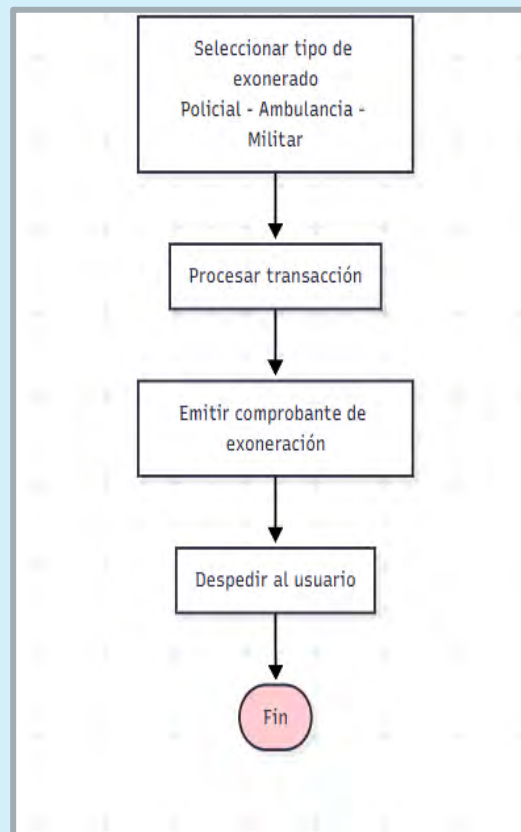 Seleccionar tipo de
exonerado
Policial - Ambulancia -
Militar
Procesar transacción
Emitir comprobante de
exoneración
Despedir al usuario
Fin